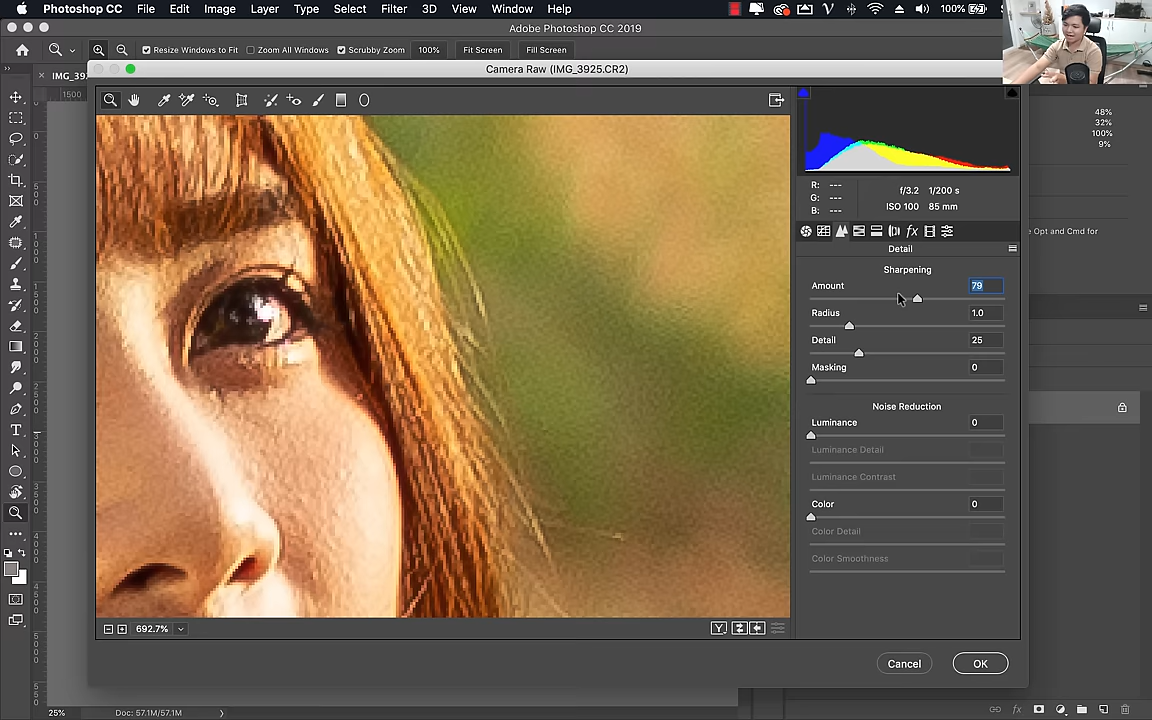 Photoshop CC File Edit Image Layer Type Select Filter 3D View Window Help 100%
Adobe Photoshop CC 2019
Resize Windows to Fit Zoom All Windows Scrubby Zoom 100% Fit Screen Fill Screen
× IMG_39 Camera Raw (IMG_3925.CR2)
1500
48%
32%
100%
9%
R: --- f/3.2 1/200 s
G: ---
B: --- ISO 100 85 mm
e Opt and Cmd for
Detail
Sharpening
Amount 79
Radius 1.0
Detail 25
Masking 0
Noise Reduction
Luminance 0
Luminance Detail
Luminance Contrast
Color 0
Color Detail
Color Smoothness
692.7% Y
Cancel OK
25% Doc: 57.1M/57.1M